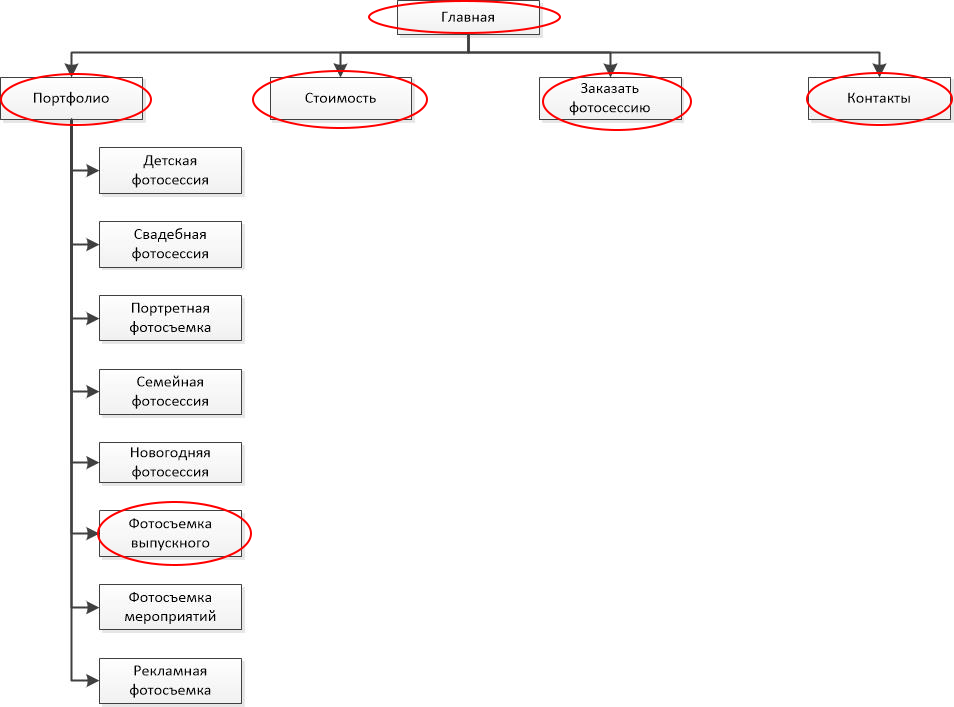 Главная
Портфолио
Стоимость
Заказать
фотосессию
Контакты
Детская
фотосессия
Свадебная
фотосессия
Портретная
фотосъемка
Семейная
фотосессия
Новогодняя
фотосессия
Фотосъемка
выпускного
Фотосъемка
мероприятий
Рекламная
фотосъемка